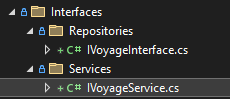 Interfaces
Repositories
+ C# IVoyageInterface.cs
Services
+ C# IVoyageService.cs